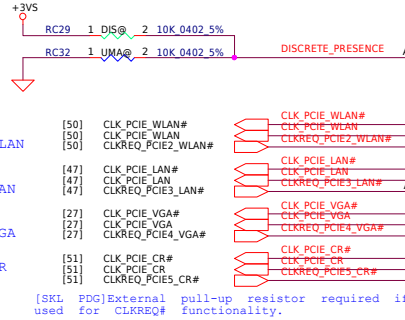 +3VS
RC29 1 DIS@ 2 10K_0402_5%
RC32 1 UMA@ 2 10K_0402_5%
DISCRETE_PRESENCE
[50] CLK_PCIE_WLAN# CLK_PCIE_WLAN#
[50] CLK_PCIE_WLAN CLK_PCIE_WLAN
LAN [50] CLKREQ_PCIE2_WLAN# CLKREQ_PCIE2_WLAN#
[47] CLK_PCIE_LAN# CLK_PCIE_LAN#
[47] CLK_PCIE_LAN CLK_PCIE_LAN
AN [47] CLKREQ_PCIE3_LAN# CLKREQ_PCIE3_LAN#
[27] CLK_PCIE_VGA# CLK_PCIE_VGA#
[27] CLK_PCIE_VGA CLK_PCIE_VGA
GA [27] CLKREQ_PCIE4_VGA# CLKREQ_PCIE4_VGA#
[51] CLK_PCIE_CR# CLK_PCIE_CR#
R [51] CLK_PCIE_CR CLK_PCIE_CR
[51] CLKREQ_PCIE5_CR# CLKREQ_PCIE5_CR#
[SKL PDG]External pull-up resistor required if
used for CLKREQ# functionality.